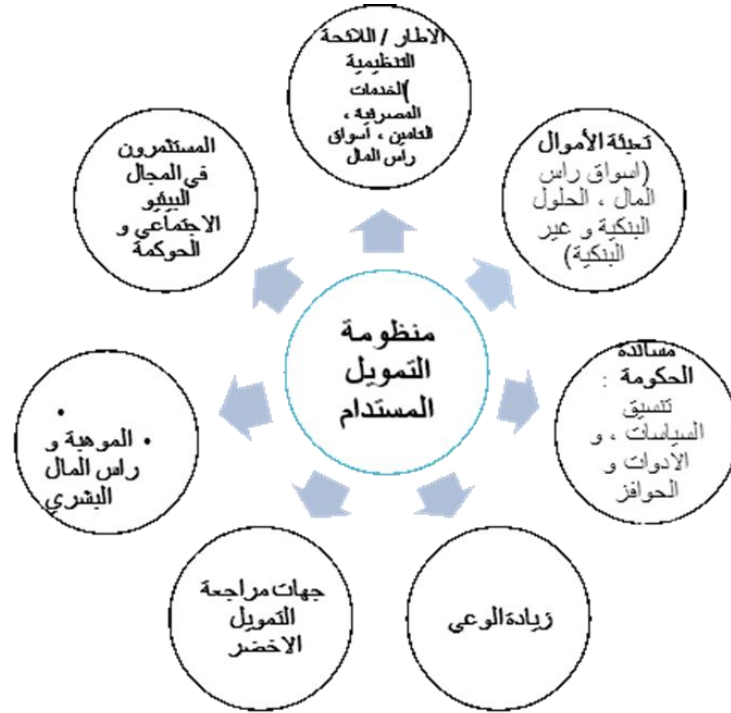 الاطار / اللائحة
التنظيمية
(الخدمات
المصرفية ،
التامين ، أسواق
راس المال
تعبئة الأموال
(اسواق راس
المال ، الحلول
البنكية و غير
البنكية)
مساندة
الحكومة :
تنسيق
السياسات ، و
الادوات و
الحوافز
زيادة الوعي
جهات مراجعة
التمويل
الاخضر
• الموهبة و
راس المال
البشري
المستثمرون
في المجال
البيئيو
الاجتماعي و
الحوكمة
منظومة
التمويل
المستدام